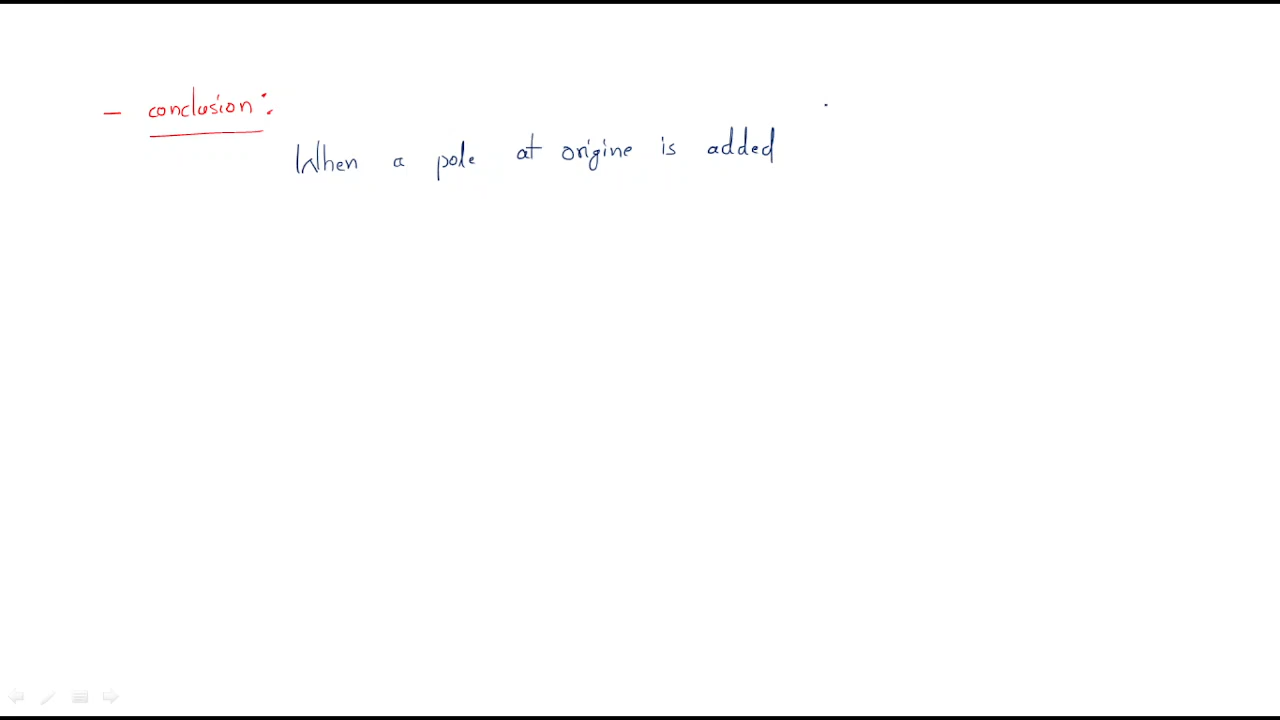 - conclusion:
When a pole at origine is added